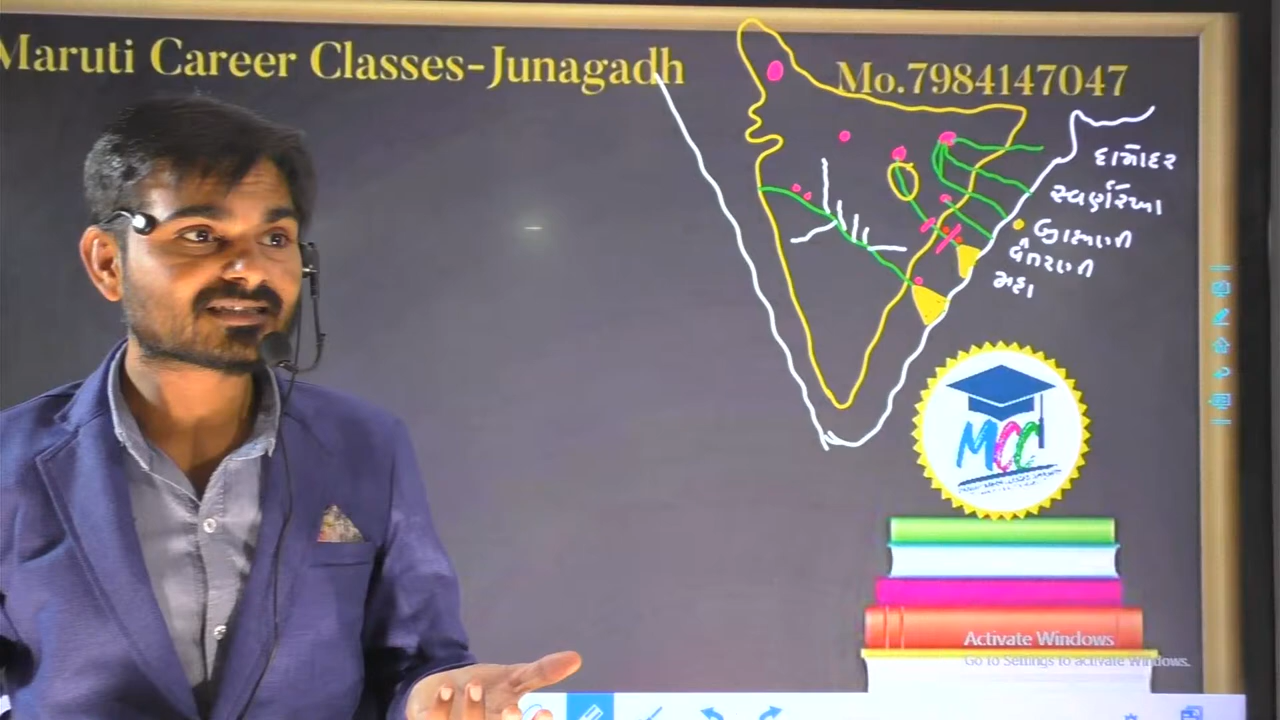 Maruti Career Classes-Junagadh
Mo.7984147047
દામોદર
સ્વર્ણરેખા
બ્રાહ્મણી
વૈતરણી
મહા
MCC
Activate Windows
Go to Settings to activate Windows.